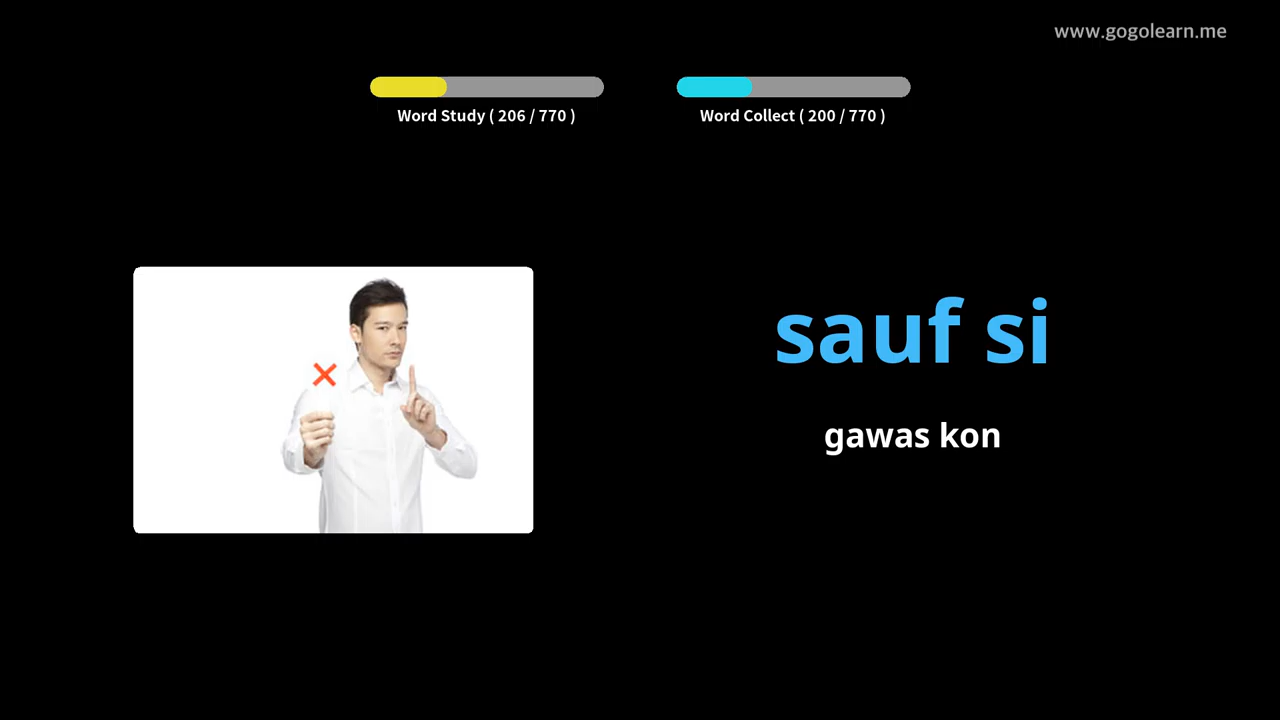 www.gogolearn.me
Word Study ( 206 / 770 )
Word Collect ( 200 / 770 )
sauf si
gawas kon